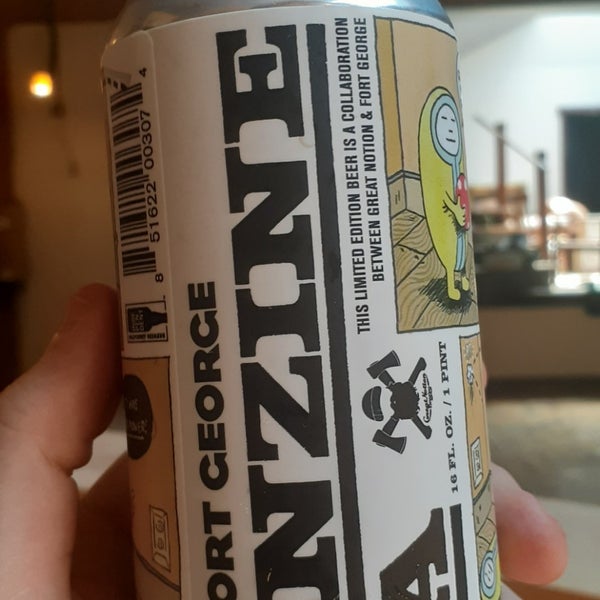 ORT GEORGE
NZINE
THIS LIMITED EDITION BEER IS A COLLABORATION
BETWEEN GREAT NOTION & FORT GEORGE
16 FL. OZ. / 1 PINT
A
8 51622 00307 4